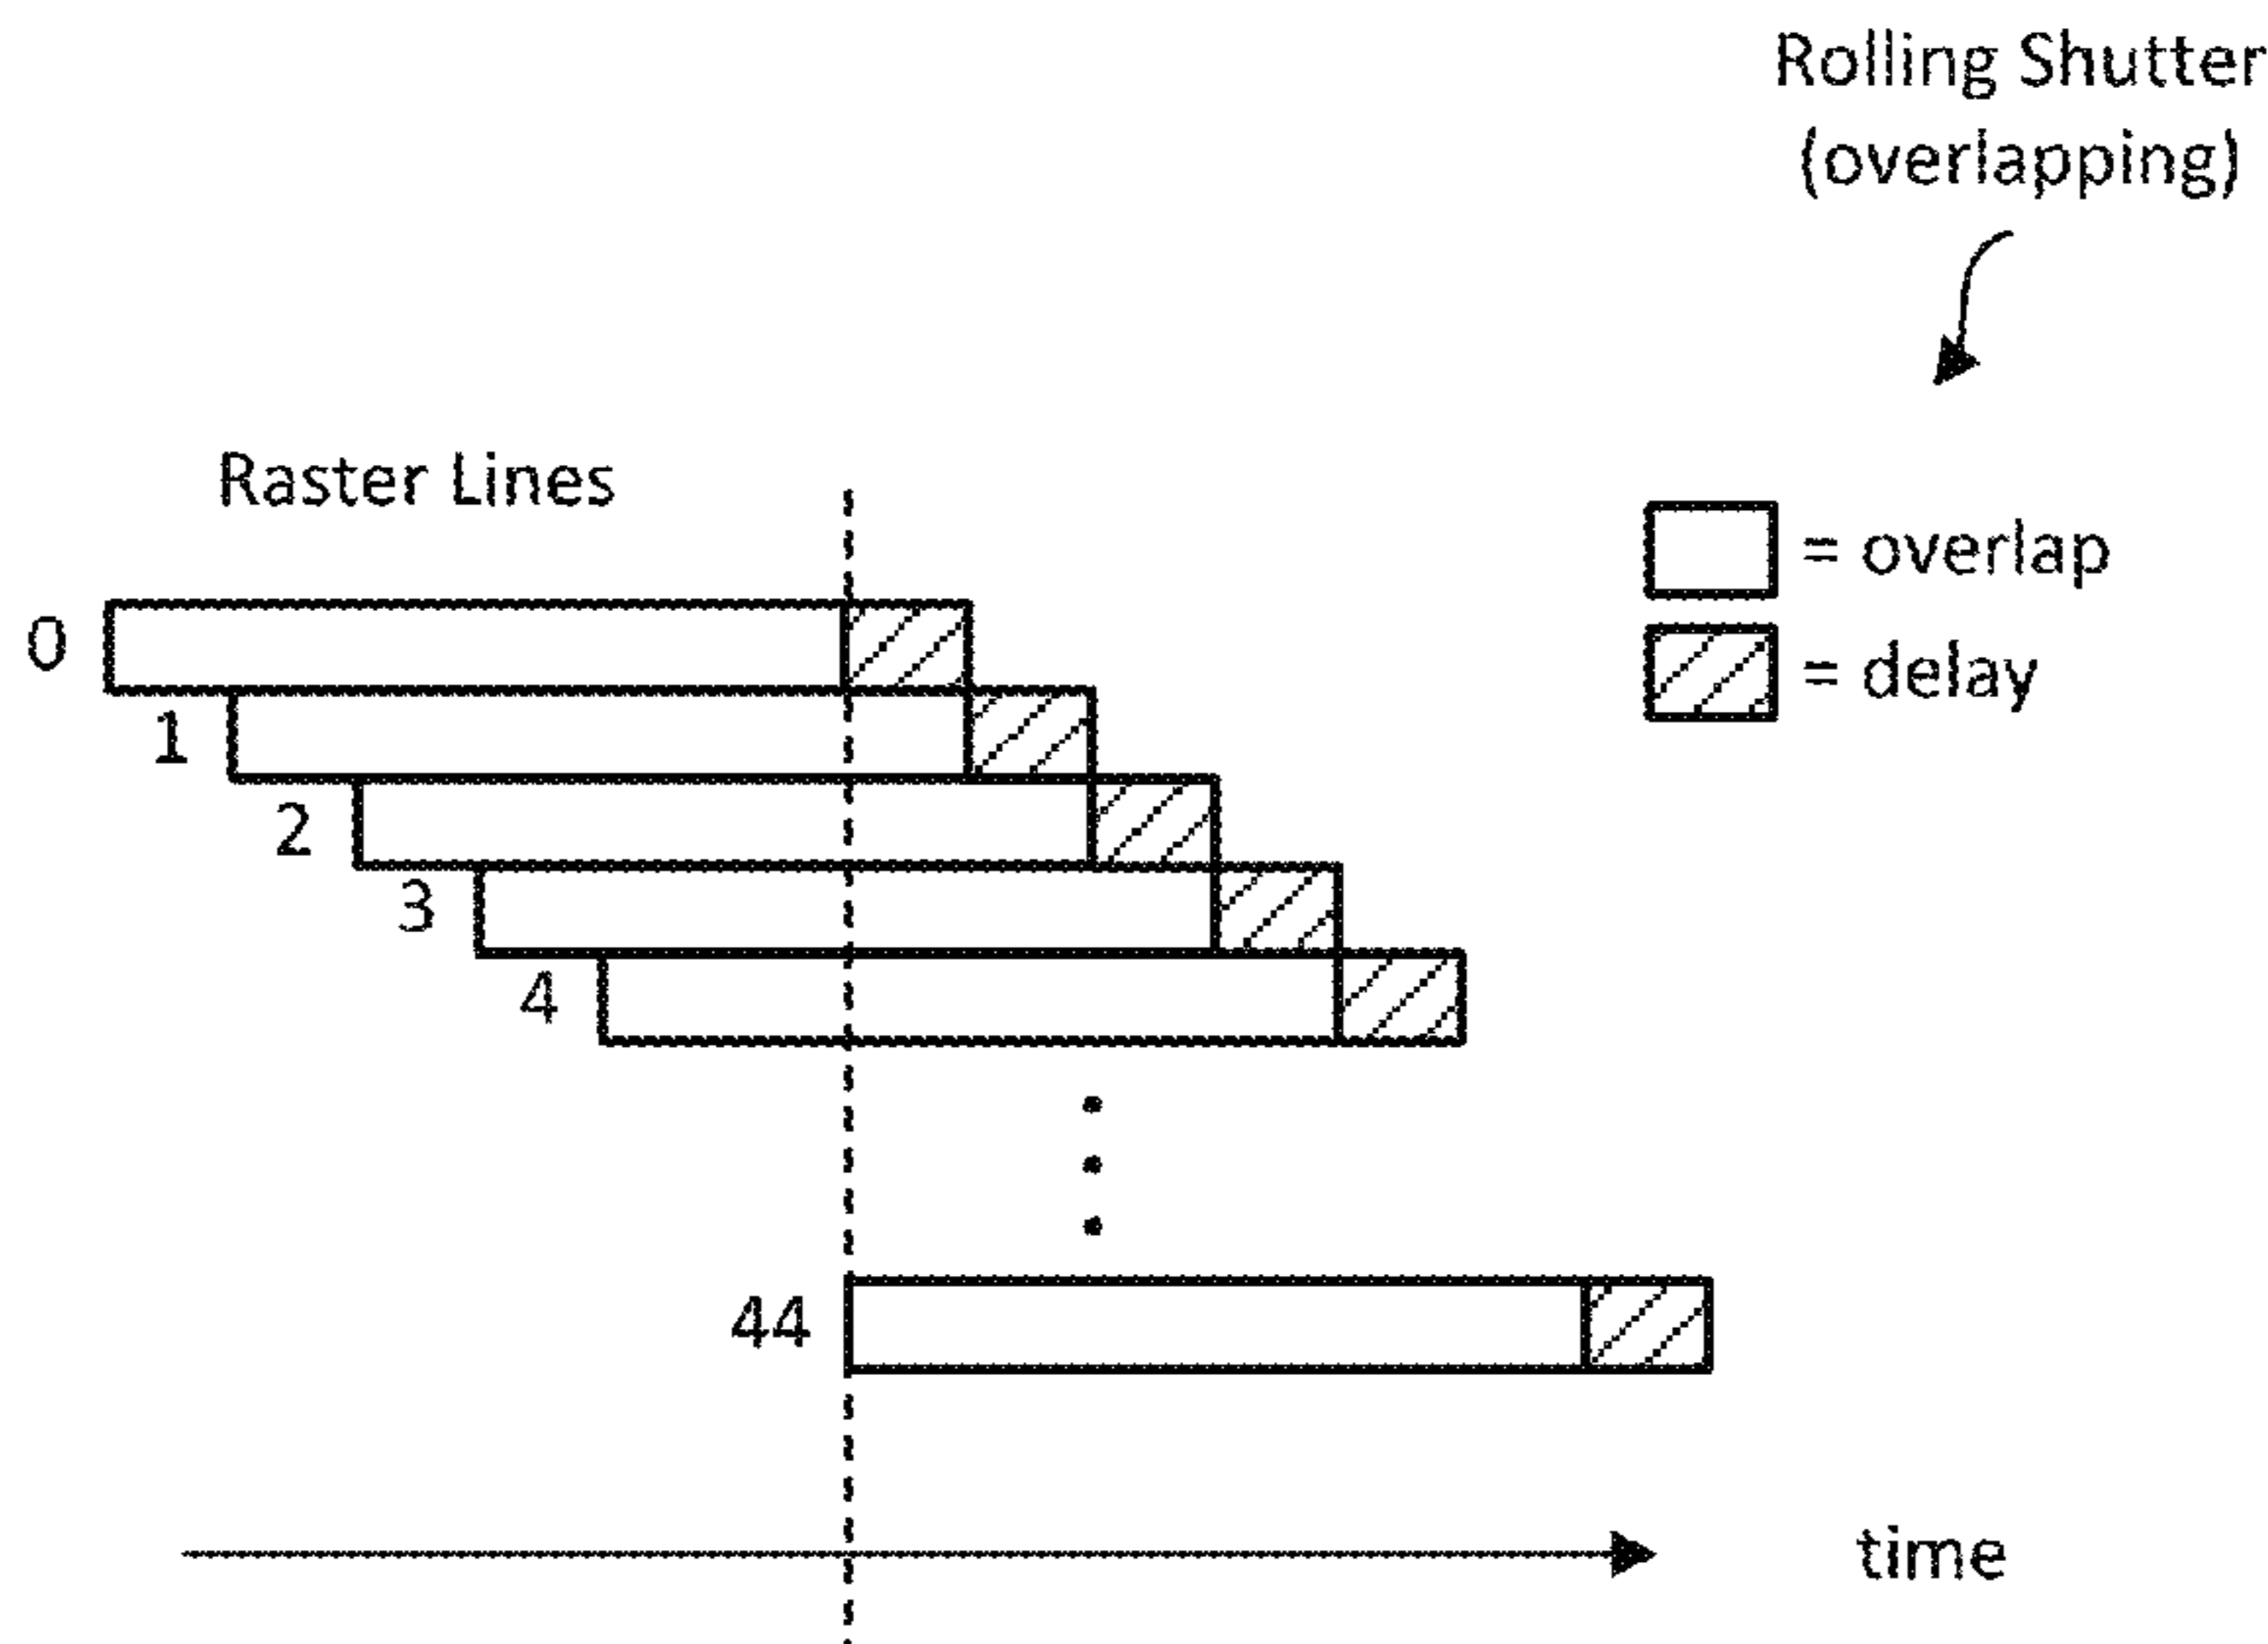 Rolling Shutter
(overlapping)
Raster Lines
= overlap
= delay
0
1
2
3
4
44
time